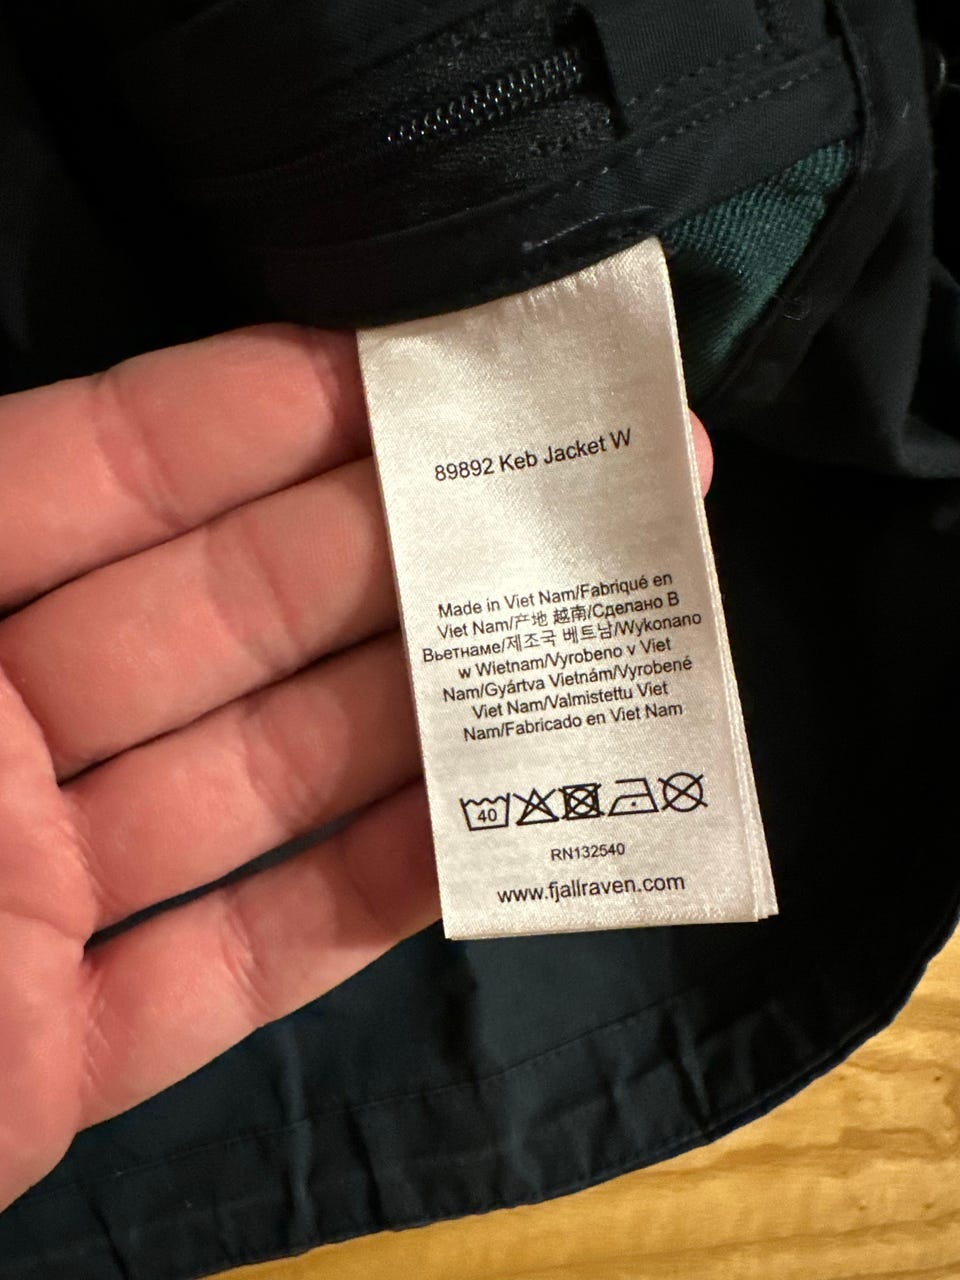 89892 Keb Jacket W
Made in Viet Nam/Fabriqué en
Viet Nam/产地 越南/Сделано В
Вьетнаме/제조국 베트남/Wykonano
w Wietnam/Vyrobeno v Viet
Nam/Gyártva Vietnám/Vyrobené
Viet Nam/Valmistettu Viet
Nam/Fabricado en Viet Nam
40
RN132540
www.fjallraven.com